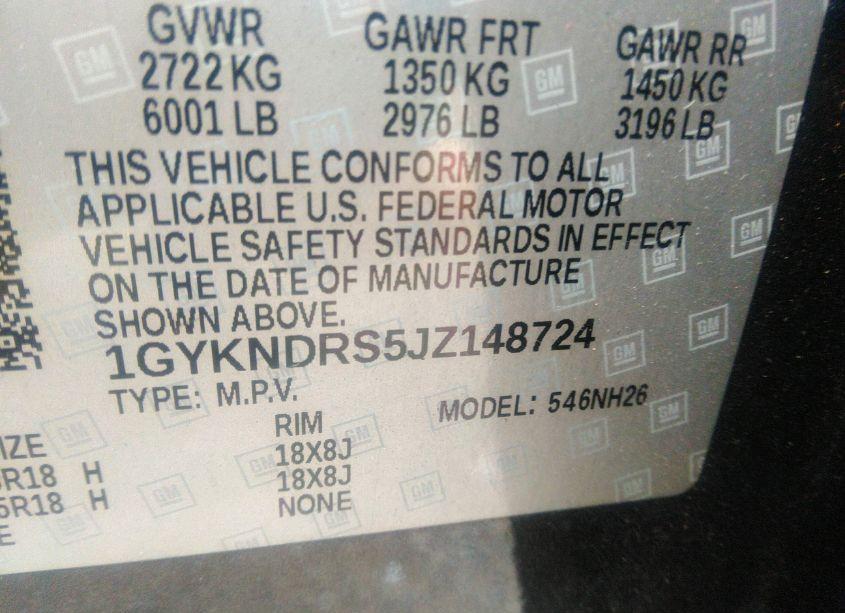 GVWR GAWR FRT GAWR RR
2722 KG 1350 KG 1450 KG
6001 LB 2976 LB 3196 LB
THIS VEHICLE CONFORMS TO ALL
APPLICABLE U.S. FEDERAL MOTOR
VEHICLE SAFETY STANDARDS IN EFFECT
ON THE DATE OF MANUFACTURE
SHOWN ABOVE.
1GYKNDRS5JZ148724
TYPE: M.P.V. MODEL: 546NH26
IZE RIM
R18 H 18X8J
5R18 H 18X8J
E NONE